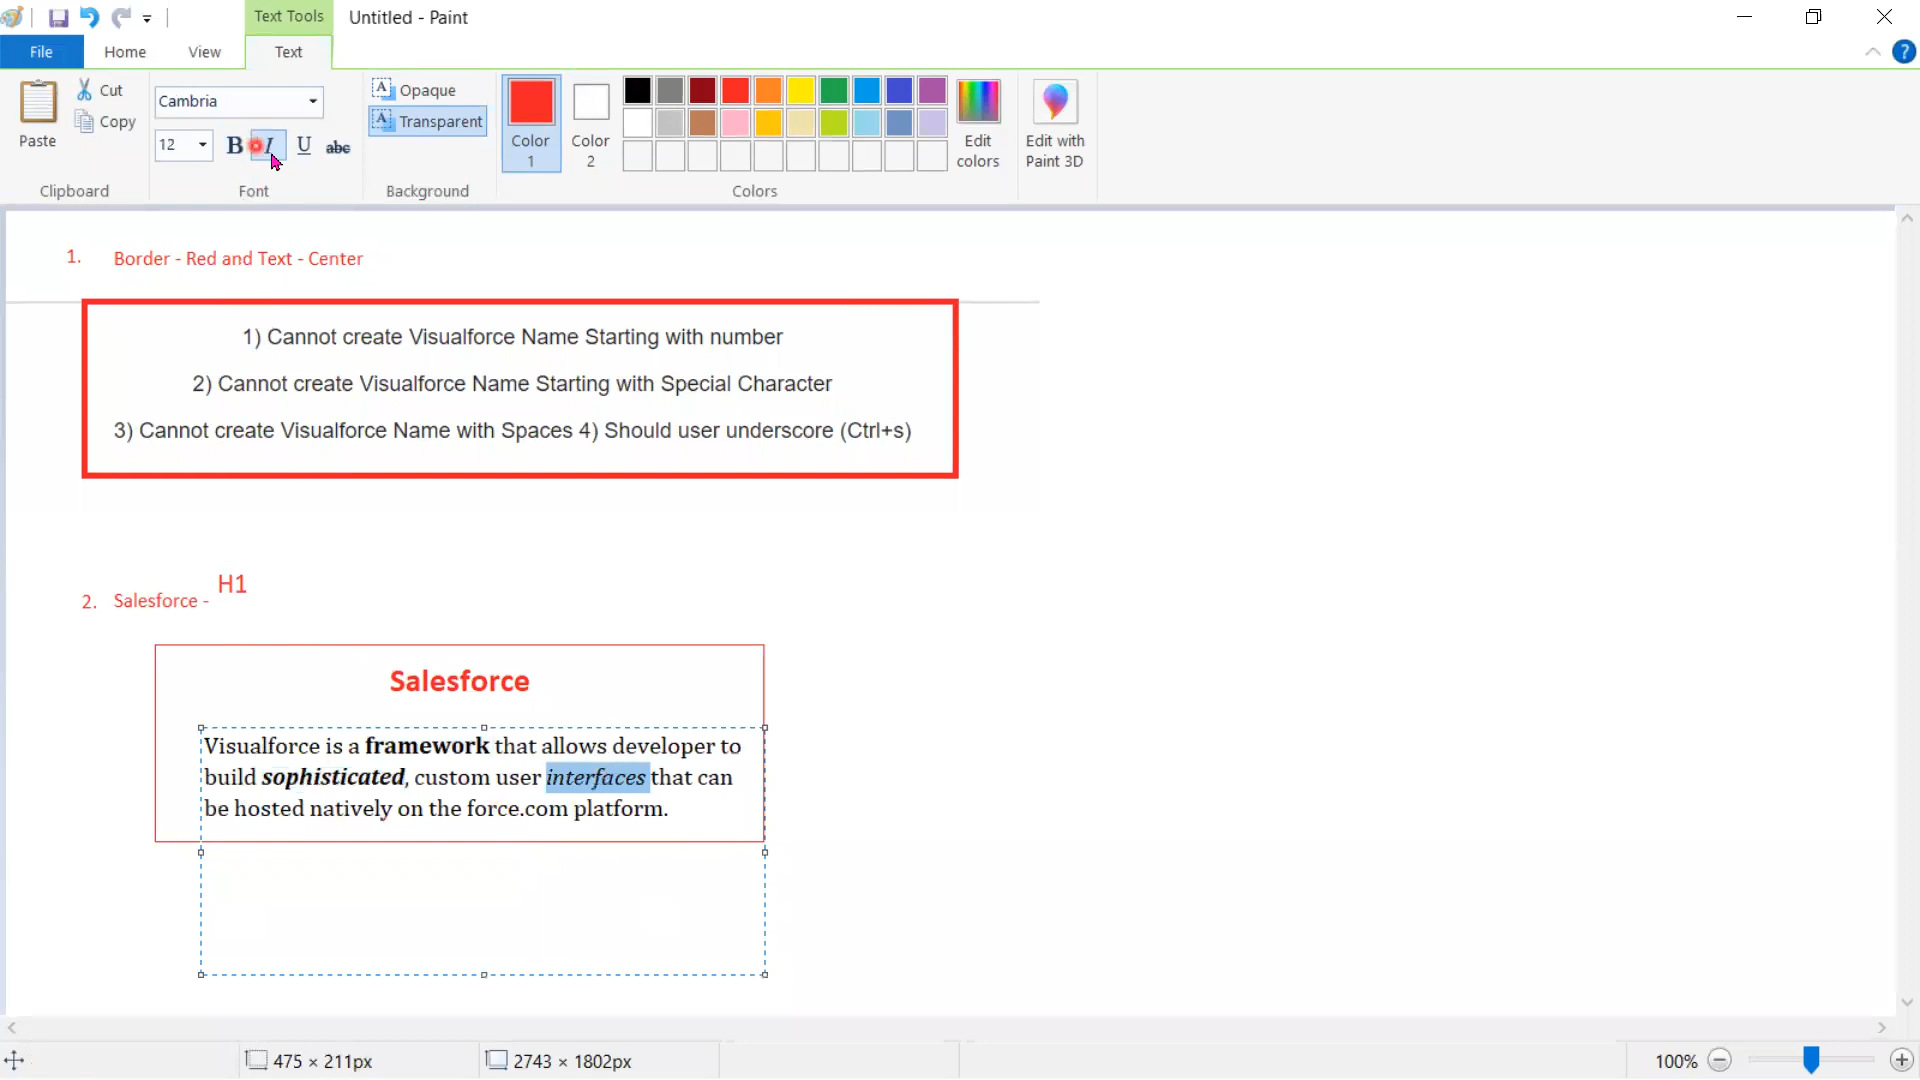 Text Tools
Untitled - Paint
File
Home
View
Text
Paste
Cut
Copy
Clipboard
Cambria
12
B I U abc
Font
Opaque
Transparent
Background
Color 1
Color 2
Edit colors
Colors
Edit with Paint 3D
1. Border - Red and Text - Center
1) Cannot create Visualforce Name Starting with number
2) Cannot create Visualforce Name Starting with Special Character
3) Cannot create Visualforce Name with Spaces 4) Should user underscore (Ctrl+s)
2. Salesforce - H1
Salesforce
Visualforce is a framework that allows developer to
build sophisticated, custom user interfaces that can
be hosted natively on the force.com platform.
475 × 211px
2743 × 1802px
100%